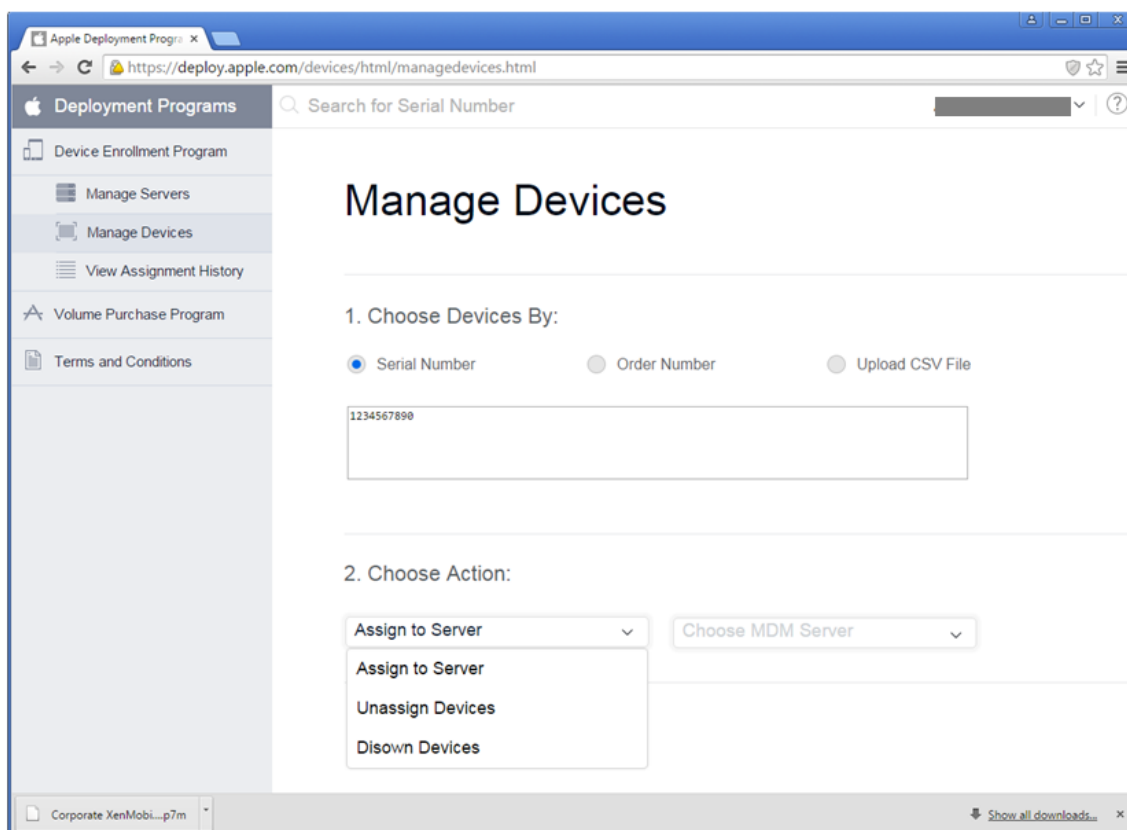 Apple Deployment Progra
https://deploy.apple.com/devices/html/managedevices.html
Deployment Programs
Search for Serial Number
Device Enrollment Program
Manage Servers
Manage Devices
View Assignment History
Volume Purchase Program
Terms and Conditions
Manage Devices
1. Choose Devices By:
Serial Number Order Number Upload CSV File
1234567890
2. Choose Action:
Assign to Server Choose MDM Server
Assign to Server
Unassign Devices
Disown Devices
Corporate XenMobi....p7m Show all downloads...